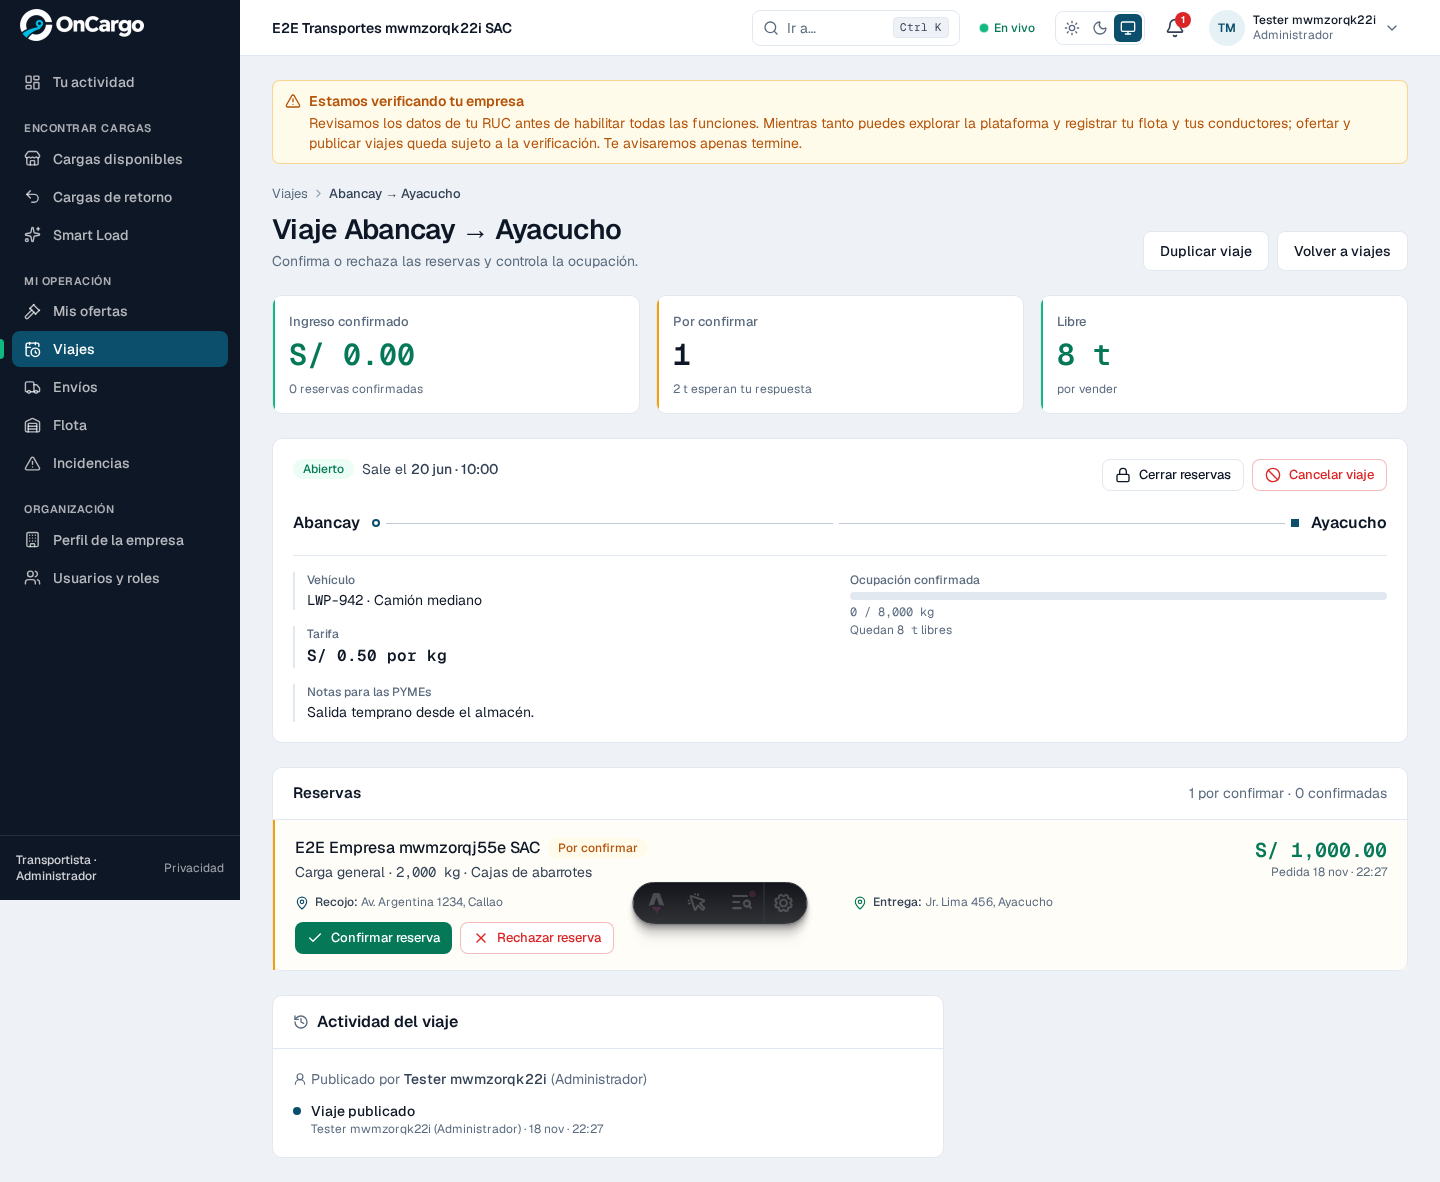 OnCargo
E2E Transportes mwmzorqk22i SAC
Ir a...
Ctrl K
En vivo
1
TM
Tester mwmzorqk22i
Administrador
Tu actividad
ENCONTRAR CARGAS
Cargas disponibles
Cargas de retorno
Smart Load
MI OPERACIÓN
Mis ofertas
Viajes
Envíos
Flota
Incidencias
ORGANIZACIÓN
Perfil de la empresa
Usuarios y roles
Transportista ·
Administrador
Privacidad
Estamos verificando tu empresa
Revisamos los datos de tu RUC antes de habilitar todas las funciones. Mientras tanto puedes explorar la plataforma y registrar tu flota y tus conductores; ofertar y
publicar viajes queda sujeto a la verificación. Te avisaremos apenas termine.
Viajes > Abancay → Ayacucho
Viaje Abancay → Ayacucho
Confirma o rechaza las reservas y controla la ocupación.
Duplicar viaje
Volver a viajes
Ingreso confirmado
S/ 0.00
0 reservas confirmadas
Por confirmar
1
2 t esperan tu respuesta
Libre
8 t
por vender
Abierto
Sale el 20 jun · 10:00
Cerrar reservas
Cancelar viaje
Abancay
Ayacucho
Vehículo
LWP-942 · Camión mediano
Tarifa
S/ 0.50 por kg
Notas para las PYMEs
Salida temprano desde el almacén.
Ocupación confirmada
0 / 8,000 kg
Quedan 8 t libres
Reservas
1 por confirmar · 0 confirmadas
E2E Empresa mwmzorqj55e SAC
Por confirmar
S/ 1,000.00
Carga general · 2,000 kg · Cajas de abarrotes
Pedida 18 nov · 22:27
Recojo: Av. Argentina 1234, Callao
Entrega: Jr. Lima 456, Ayacucho
Confirmar reserva
Rechazar reserva
Actividad del viaje
Publicado por Tester mwmzorqk22i (Administrador)
Viaje publicado
Tester mwmzorqk22i (Administrador) · 18 nov · 22:27